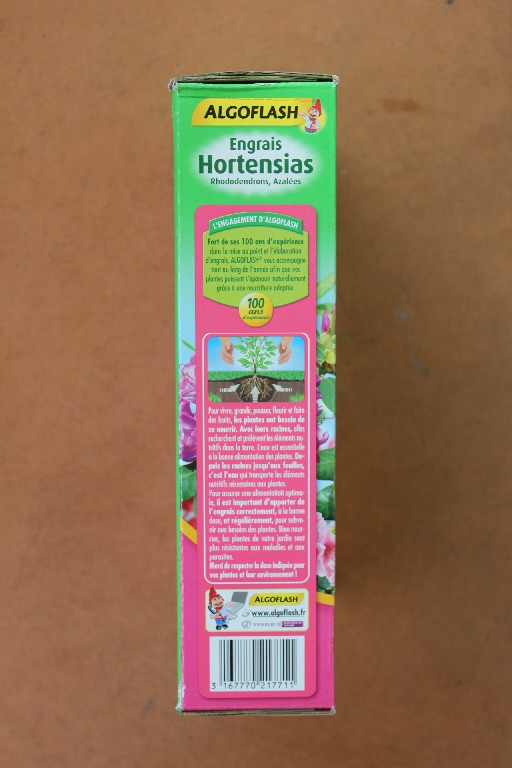 ALGOFLASH
Engrais
Hortensias
Rhododendrons, Azalées
L'ENGAGEMENT D'ALGOFLASH
Fort de ses 100 ans d'expérience
dans la mise au point et l'élaboration
d'engrais, ALGOFLASH vous accompagne
tout au long de l'année afin que vos
plantes puissent s'épanouir naturellement
grâce à une nourriture adaptée
100
ans
d'expérience
Pour vivre, grandir, pousser, fleurir et faire
des fruits, les plantes ont besoin de
se nourrir. Avec leurs racines, elles
recherchent et prélèvent les éléments nu-
tritifs dans la terre. L'eau est essentielle
à la bonne alimentation des plantes. De-
puis les racines jusqu'aux feuilles,
c'est l'eau qui transporte les éléments
nutritifs nécessaires aux plantes.
Pour assurer une alimentation optima-
le, il est important d'apporter de
l'engrais correctement, à la bonne
dose, et régulièrement, pour subve-
nir aux besoins des plantes. Bien nour-
ries, les plantes de votre jardin sont
plus résistantes aux maladies et aux
parasites.
Merci de respecter la dose indiquée pour
vos plantes et leur environnement !
ALGOFLASH
www.algoflash.fr
3 167770 217711